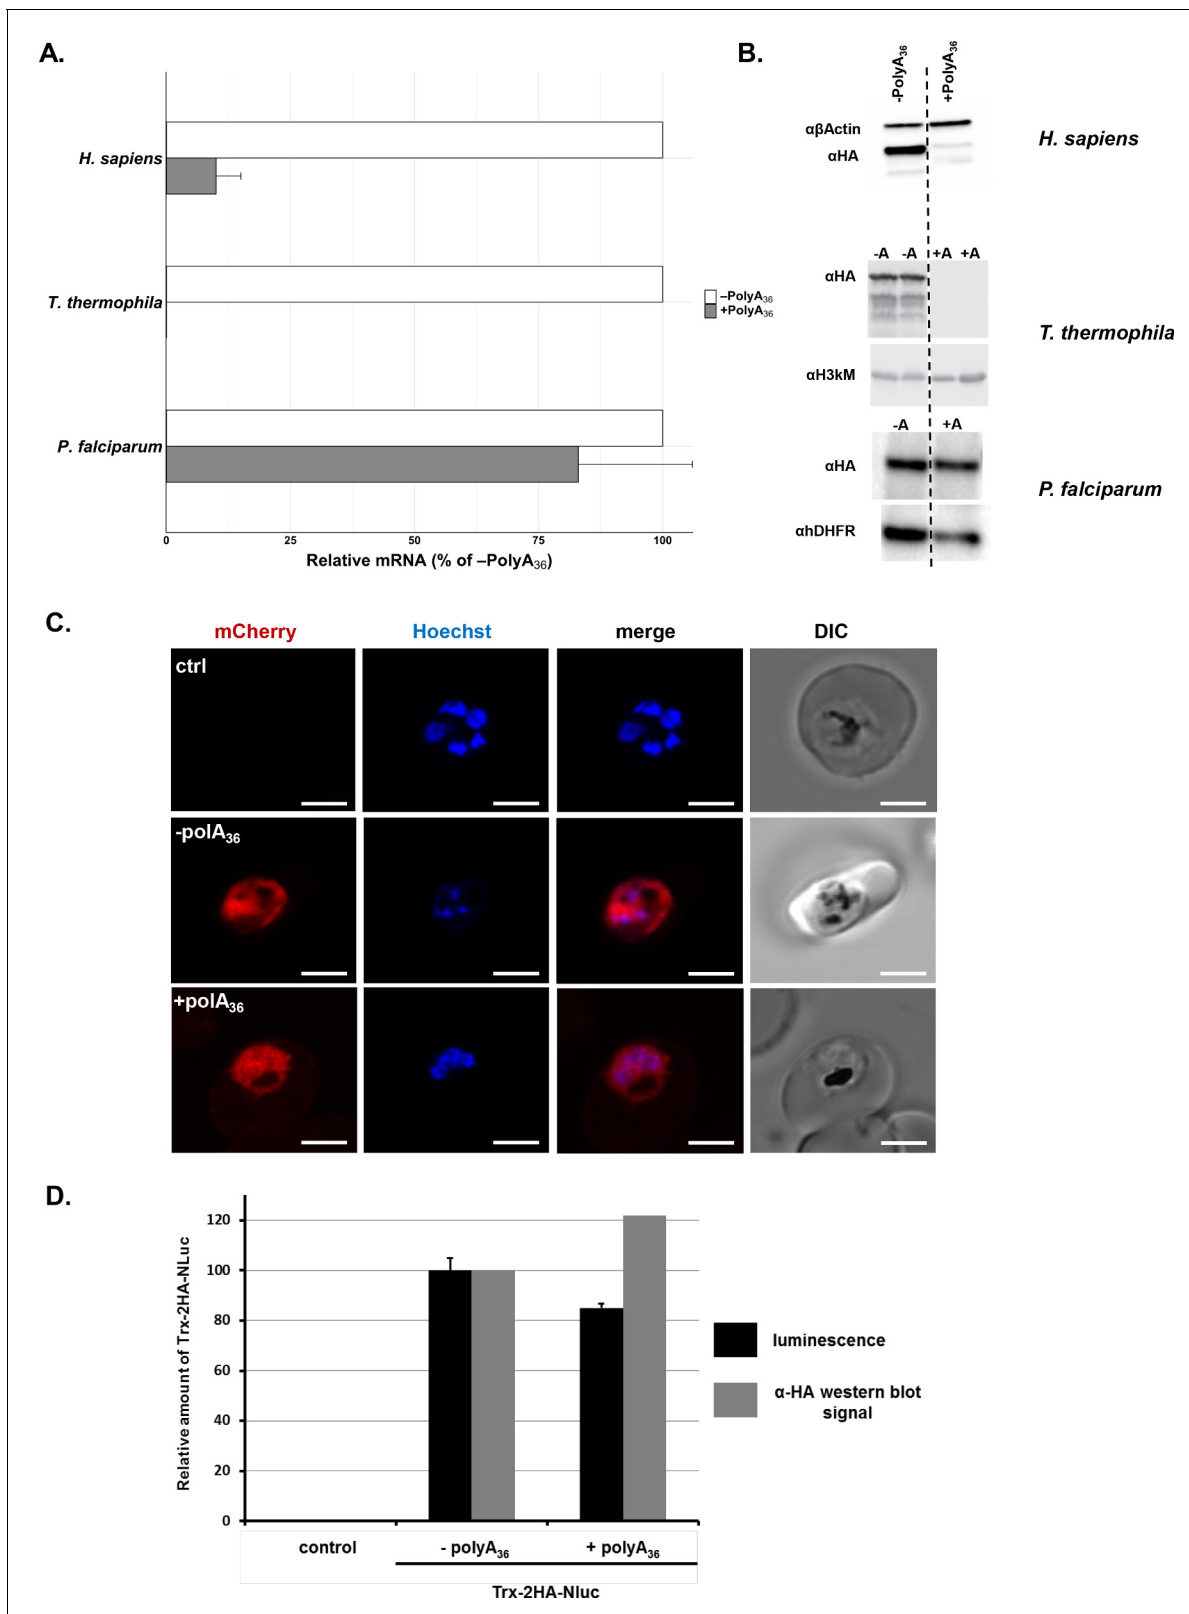 A.
H. sapiens
T. thermophila
P. falciparum
0 25 50 75 100
Relative mRNA (% of –PolyA₃₆)
–PolyA₃₆
+PolyA₃₆
B.
-PolyA₃₆
+PolyA₃₆
αβActin
αHA
H. sapiens
-A -A +A +A
αHA
αH3kM
T. thermophila
-A +A
αHA
αhDHFR
P. falciparum
C.
mCherry Hoechst merge DIC
ctrl
-polA₃₆
+polA₃₆
D.
Relative amount of Trx-2HA-NLuc
120
100
80
60
40
20
0
control - polyA₃₆ + polyA₃₆
Trx-2HA-Nluc
luminescence
α-HA western blot
signal